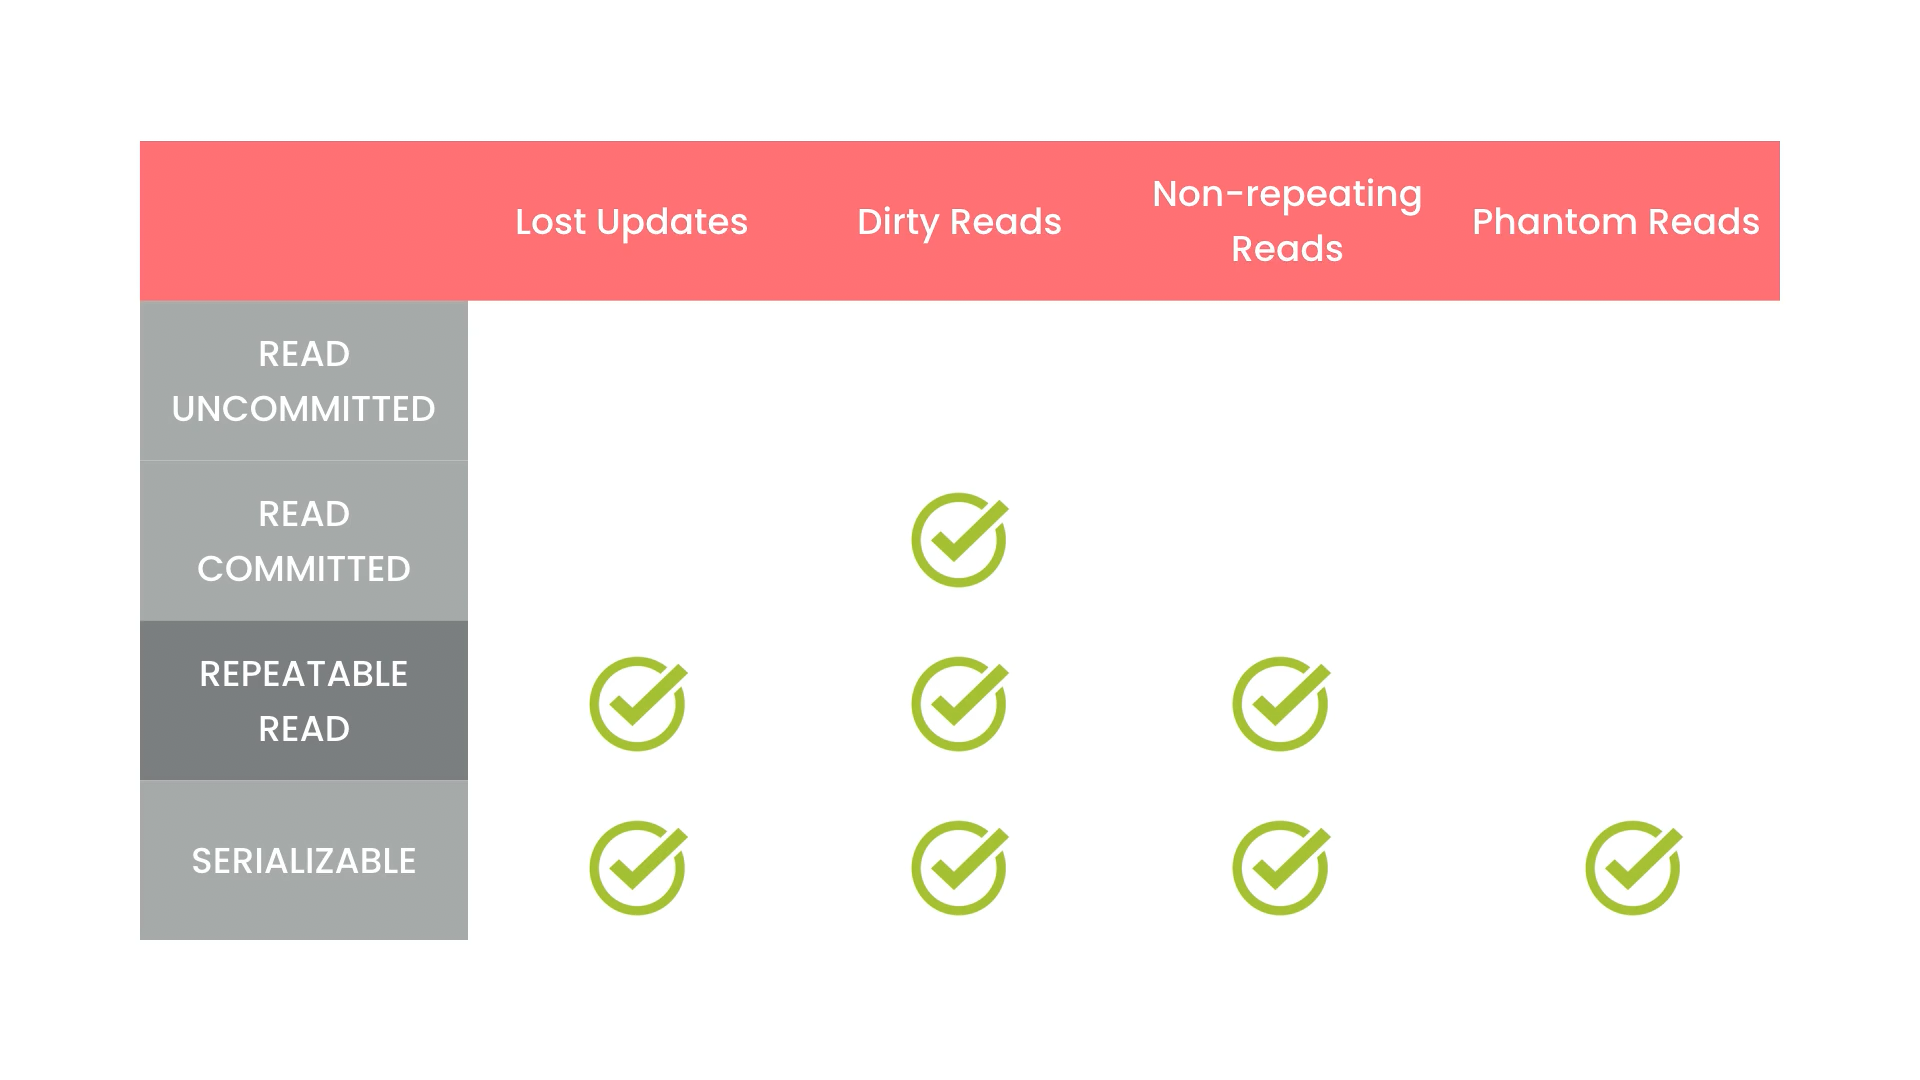 Lost Updates
Dirty Reads
Non-repeating
Reads
Phantom Reads
READ
UNCOMMITTED
READ
COMMITTED
REPEATABLE
READ
SERIALIZABLE